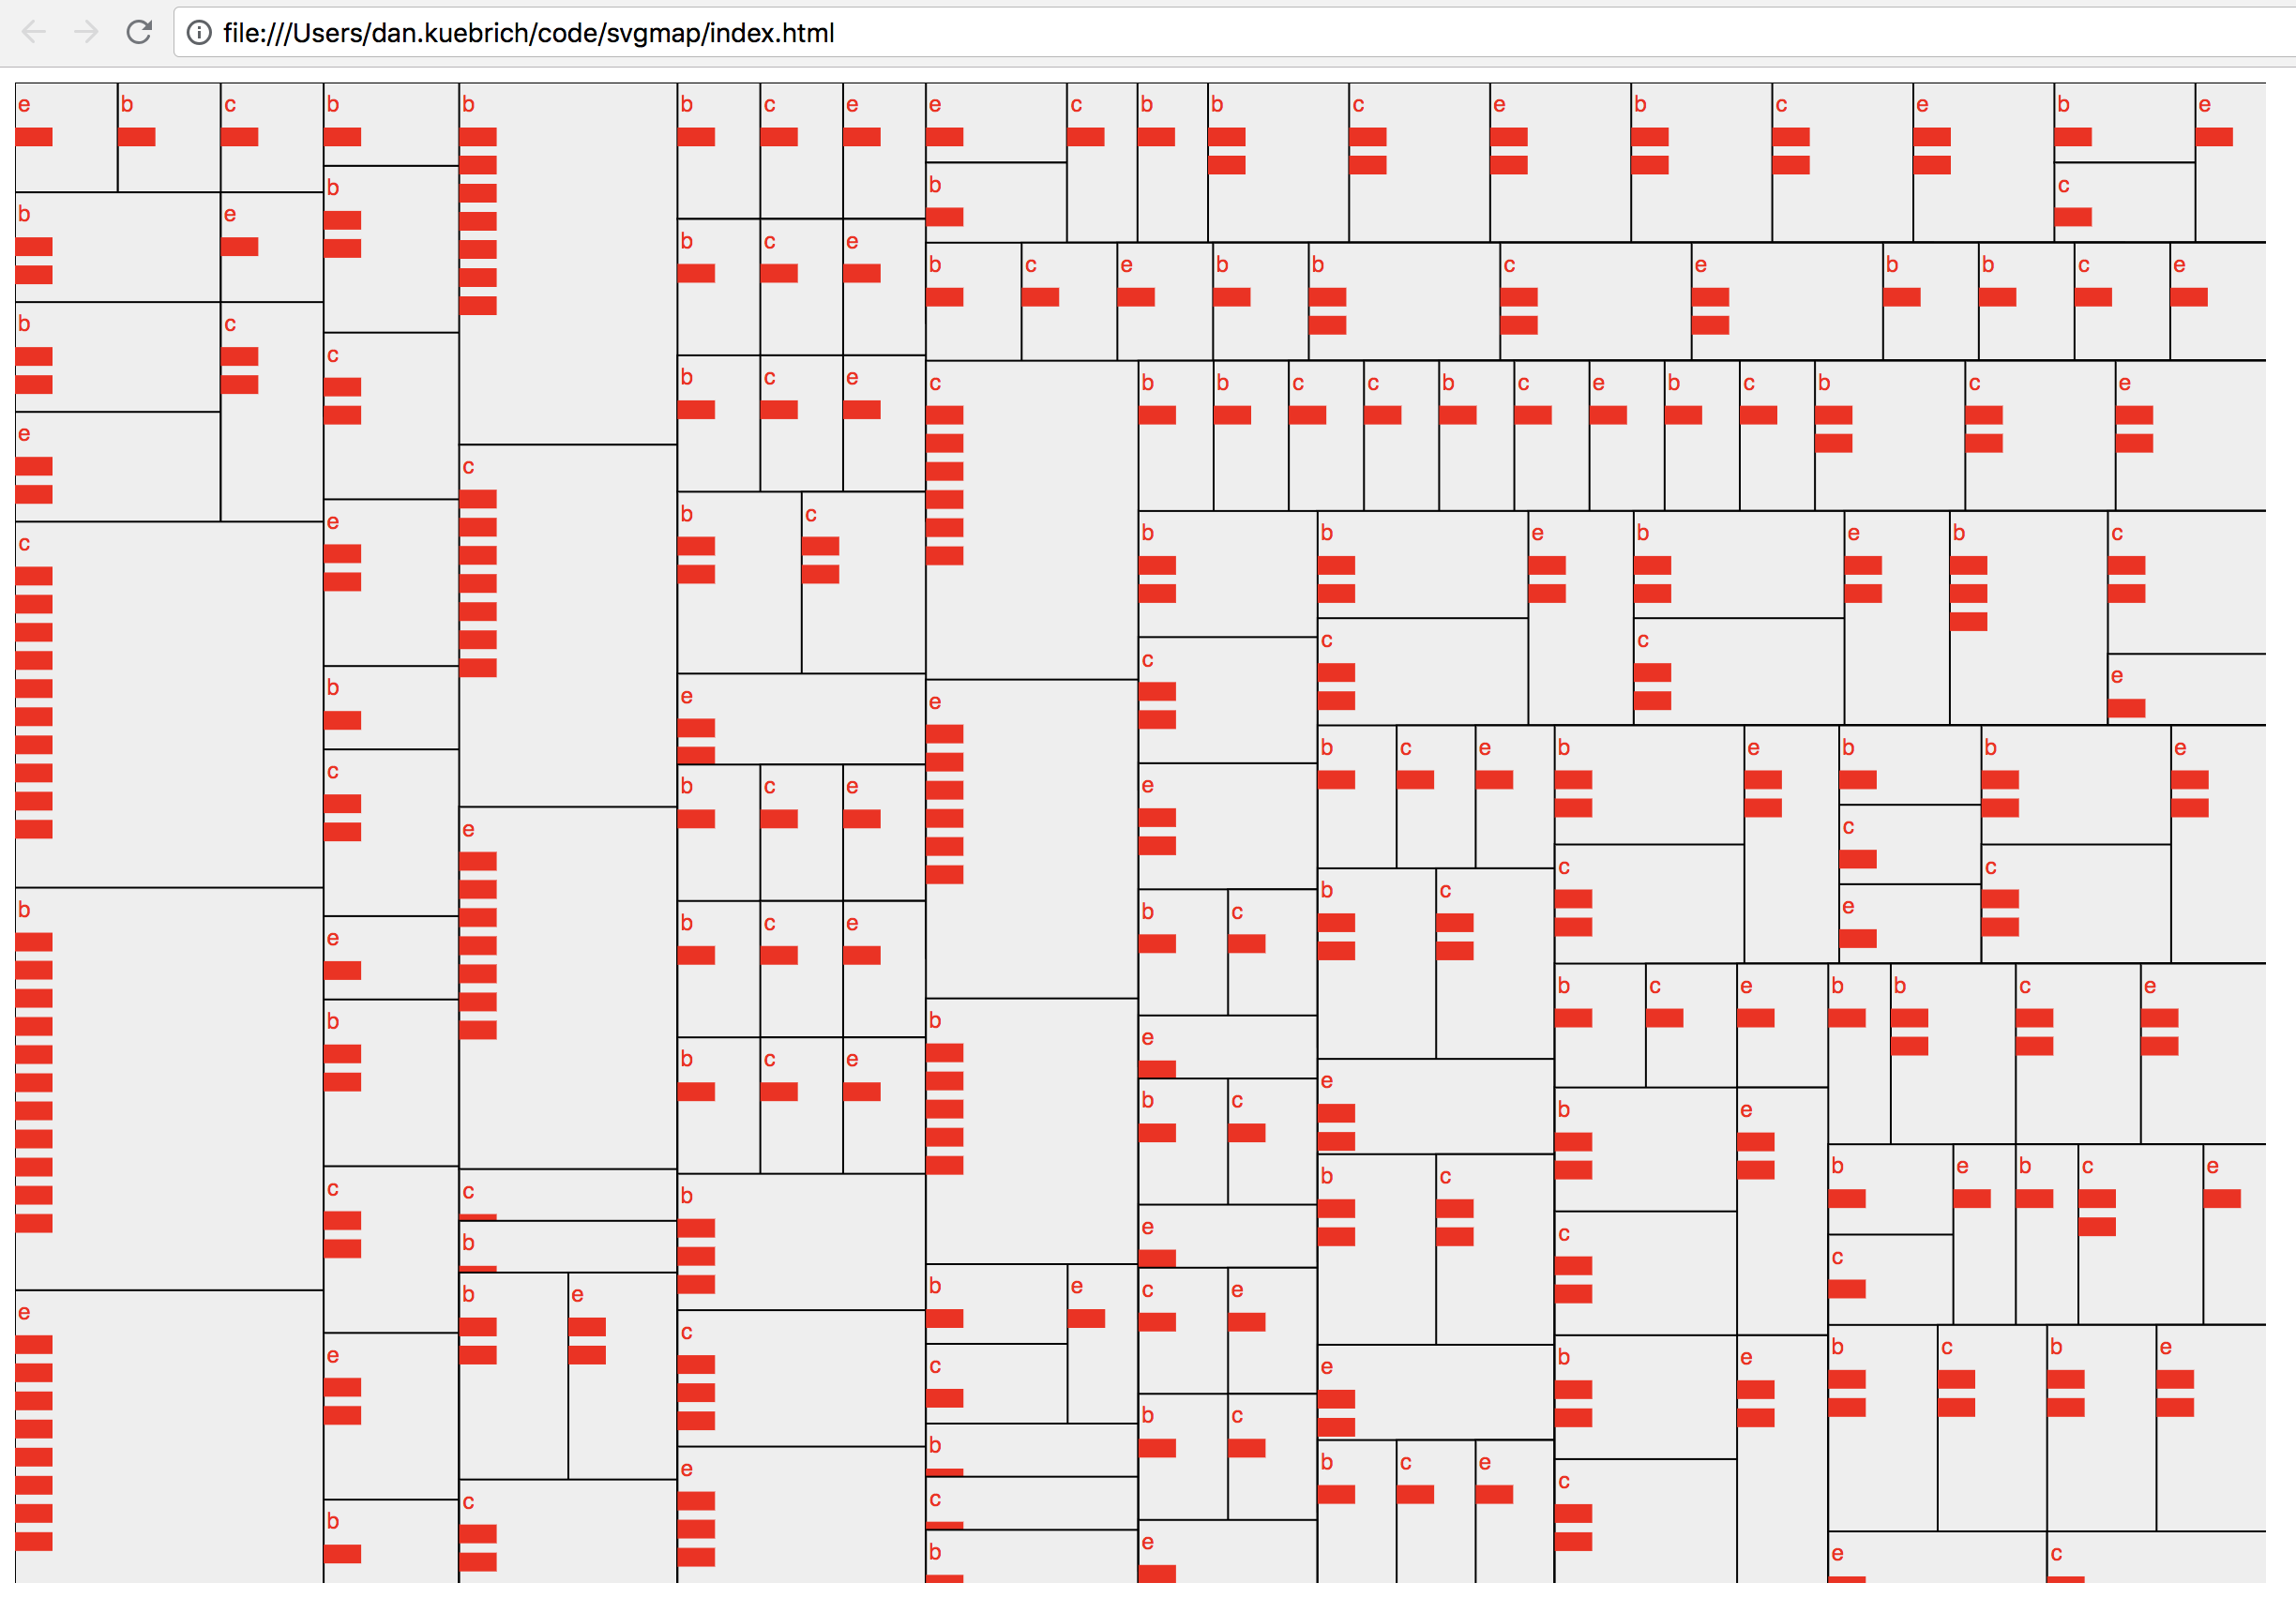 file:///Users/dan.kuebrich/code/svgmap/index.html
e b c b b b c e e c b b c e b c e b e
b c
b e b b c e
b c e b b c e b b c e
b c c
b c e c b b c c b c e b c b c e
e e
c b c b b e b e b c
c c c e
e b e
b c e b e b b e
c e b c e
c
c c
b b c e
b c b c e
e b
b c e b b c e
b e
b c e e
b c b e
c b b e b c e
c b c
b c c
b
e b e c e
c b c e b e b c b e
e c e
b c
b c e
e c
c c
b b e e c